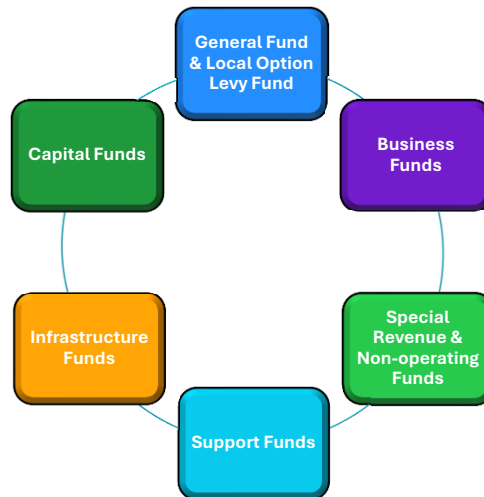 General Fund
& Local Option
Levy Fund
Capital Funds
Business
Funds
Infrastructure
Funds
Special
Revenue &
Non-operating
Funds
Support Funds